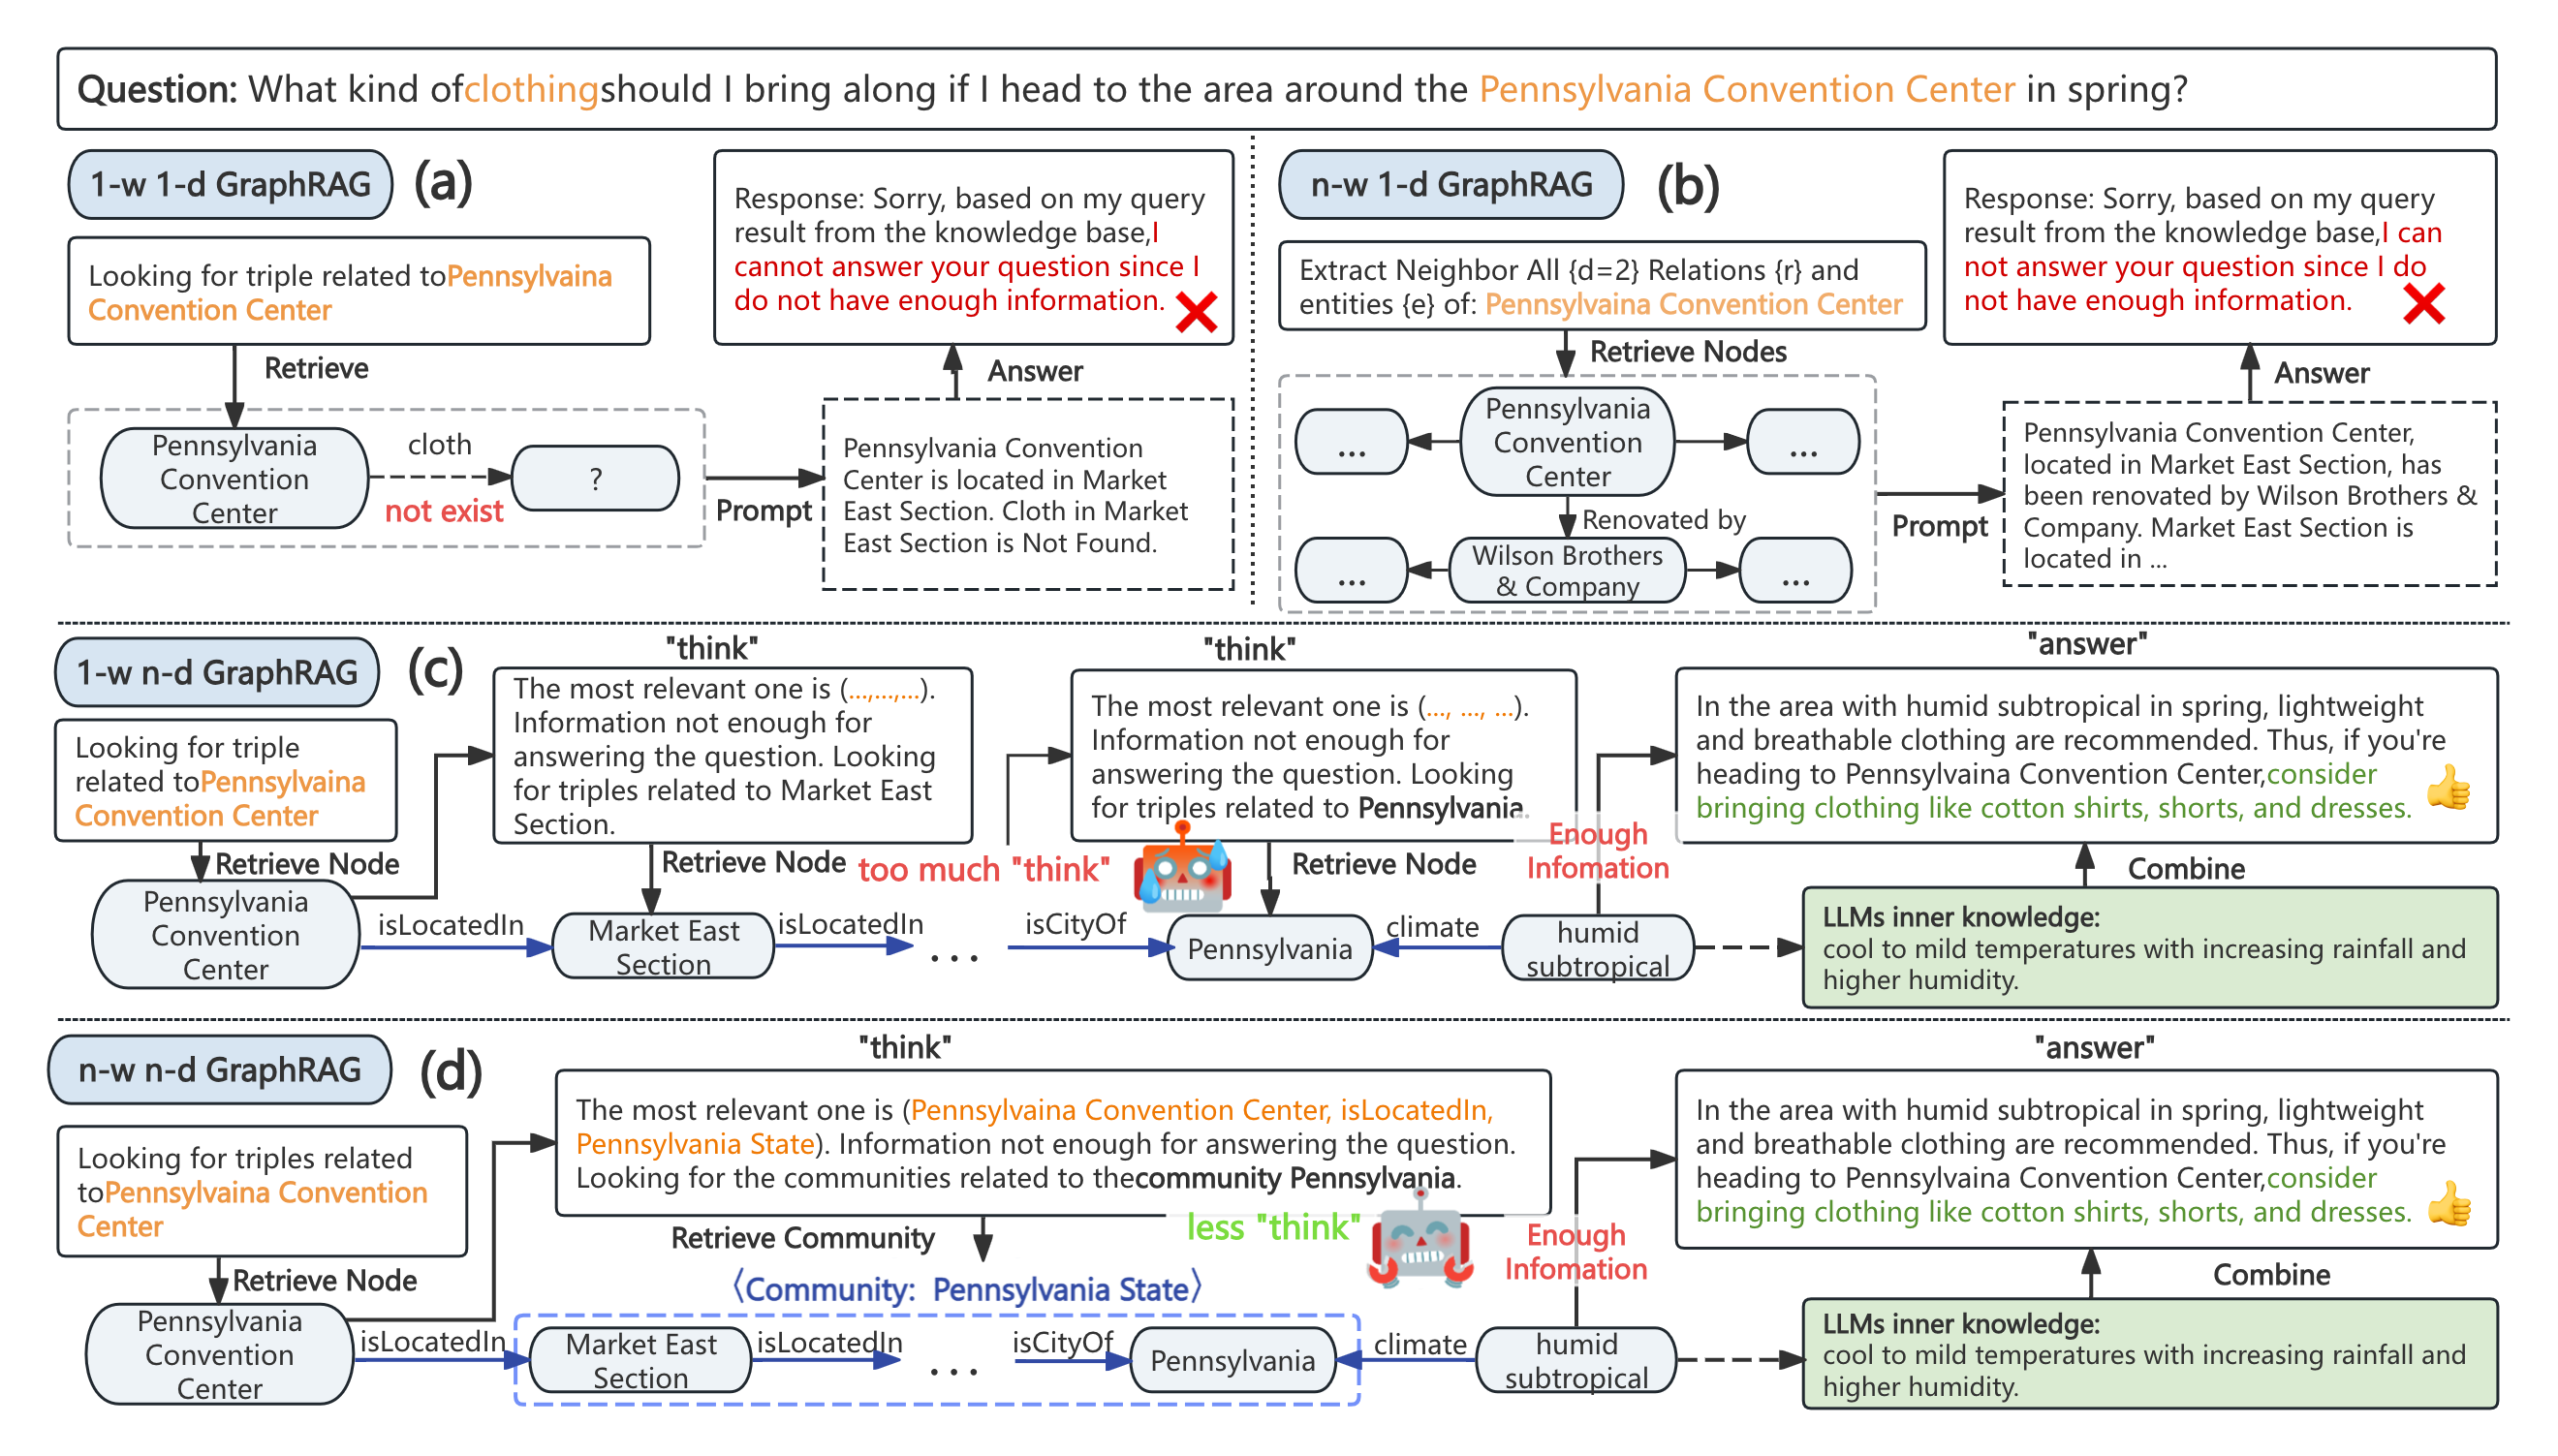 Question: What kind of clothing should I bring along if I head to the area around the Pennsylvania Convention Center in spring?
1-w 1-d GraphRAG
(a)
Looking for triple related to Pennsylvaina
Convention Center
Retrieve
Pennsylvania
Convention
Center
cloth
not exist
?
Prompt
Pennsylvania Convention
Center is located in Market
East Section. Cloth in Market
East Section is Not Found.
Answer
Response: Sorry, based on my query
result from the knowledge base,I
cannot answer your question since I
do not have enough information.
n-w 1-d GraphRAG
(b)
Extract Neighbor All {d=2} Relations {r} and
entities {e} of: Pennsylvaina Convention Center
Retrieve Nodes
...
Pennsylvania
Convention
Center
...
Renovated by
...
Wilson Brothers
& Company
...
Prompt
Pennsylvania Convention Center,
located in Market East Section, has
been renovated by Wilson Brothers &
Company. Market East Section is
located in ...
Answer
Response: Sorry, based on my query
result from the knowledge base,I can
not answer your question since I do
not have enough information.
1-w n-d GraphRAG
(c)
Looking for triple
related to Pennsylvaina
Convention Center
Retrieve Node
Pennsylvania
Convention
Center
isLocatedIn
"think"
The most relevant one is (...,...,...).
Information not enough for
answering the question. Looking
for triples related to Market East
Section.
Retrieve Node
Market East
Section
isLocatedIn
...
too much "think"
isCityOf
"think"
The most relevant one is (..., ..., ...).
Information not enough for
answering the question. Looking
for triples related to Pennsylvania.
Retrieve Node
Pennsylvania
climate
humid
subtropical
Enough
Infomation
"answer"
In the area with humid subtropical in spring, lightweight
and breathable clothing are recommended. Thus, if you're
heading to Pennsylvaina Convention Center,consider
bringing clothing like cotton shirts, shorts, and dresses.
Combine
LLMs inner knowledge:
cool to mild temperatures with increasing rainfall and
higher humidity.
n-w n-d GraphRAG
(d)
Looking for triples related
to Pennsylvaina Convention
Center
Retrieve Node
Pennsylvania
Convention
Center
isLocatedIn
"think"
The most relevant one is (Pennsylvaina Convention Center, isLocatedIn,
Pennsylvania State). Information not enough for answering the question.
Looking for the communities related to the community Pennsylvania.
Retrieve Community
less "think"
〈Community: Pennsylvania State〉
Market East
Section
isLocatedIn
...
isCityOf
Pennsylvania
climate
humid
subtropical
Enough
Infomation
"answer"
In the area with humid subtropical in spring, lightweight
and breathable clothing are recommended. Thus, if you're
heading to Pennsylvaina Convention Center,consider
bringing clothing like cotton shirts, shorts, and dresses.
Combine
LLMs inner knowledge:
cool to mild temperatures with increasing rainfall and
higher humidity.